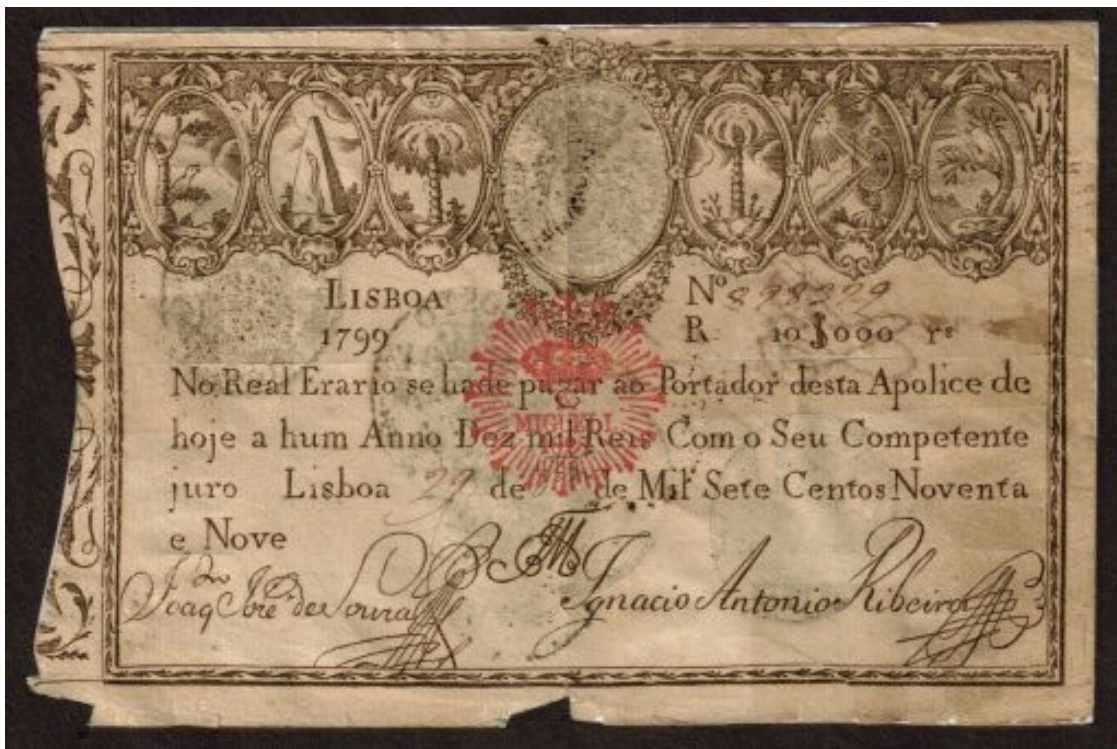 LISBOA
1799
Nº
R 10$000 rˢ
No Real Erario se hade pagar ao Portador desta Apolice de
hoje a hum Anno Dez mil Reis Com o Seu Competente
juro Lisboa 29 de de Mil Sete Centos Noventa
e Nove
MIGUEL I.
Ignacio Antonio Ribeiro